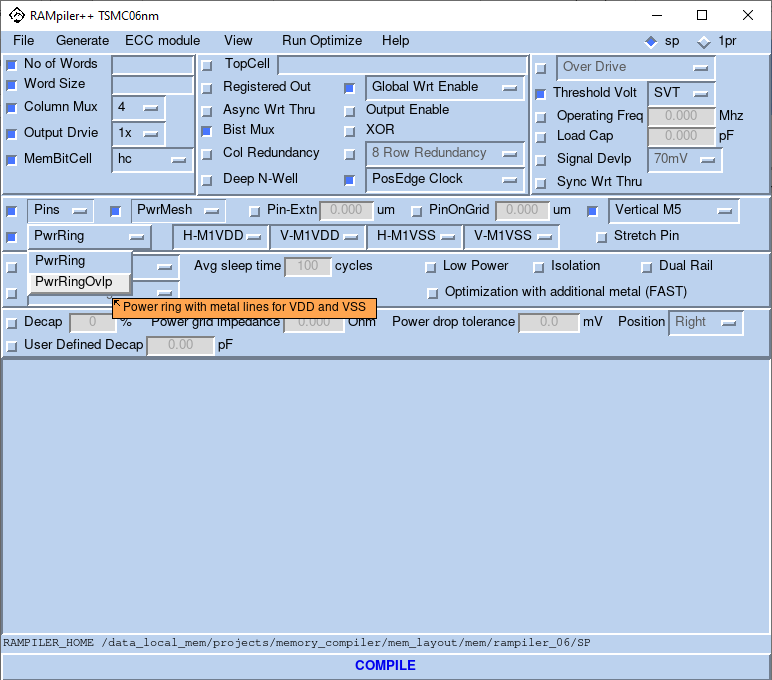 RAMpiler++ TSMC06nm
File Generate ECC module View Run Optimize Help sp 1pr
No of Words TopCell Over Drive
Word Size Registered Out Global Wrt Enable Threshold Volt SVT
Column Mux 4 Async Wrt Thru Output Enable Operating Freq 0.000 Mhz
Output Drvie 1x Bist Mux XOR Load Cap 0.000 pF
MemBitCell hc Col Redundancy 8 Row Redundancy Signal Devlp 70mV
Deep N-Well PosEdge Clock Sync Wrt Thru
Pins PwrMesh Pin-Extn 0.000 um PinOnGrid 0.000 um Vertical M5
PwrRing H-M1VDD V-M1VDD H-M1VSS V-M1VSS Stretch Pin
PwrRing Avg sleep time 100 cycles Low Power Isolation Dual Rail
PwrRingOvlp Optimization with additional metal (FAST)
Power ring with metal lines for VDD and VSS
Decap 0 % Power grid impedance 0.000 Ohm Power drop tolerance 0.0 mV Position Right
User Defined Decap 0.00 pF
RAMPILER_HOME /data_local_mem/projects/memory_compiler/mem_layout/mem/rampiler_06/SP
COMPILE